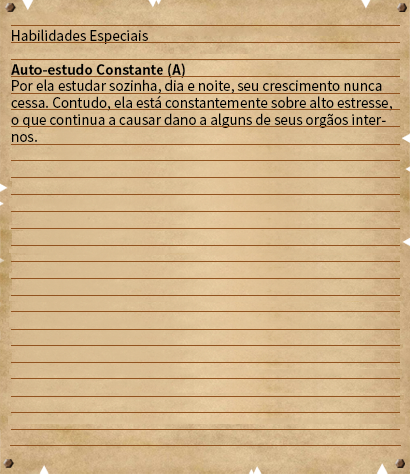 Habilidades Especiais
Auto-estudo Constante (A)
Por ela estudar sozinha, dia e noite, seu crescimento nunca
cessa. Contudo, ela está constantemente sobre alto estresse,
o que continua a causar dano a alguns de seus orgãos inter-
nos.